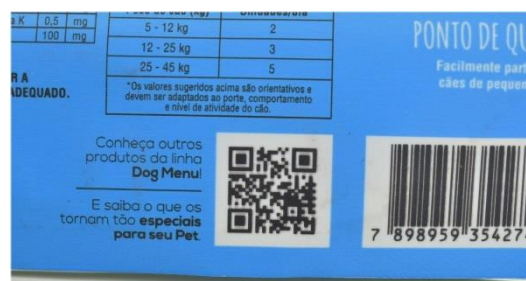 a K 0,5 mg
100 mg
R A
ADEQUADO.
5 - 12 kg 2
12 - 25 kg 3
25 - 45 kg 5
*Os valores sugeridos acima são orientativos e
devem ser adaptados ao porte, comportamento
e nível de atividade do cão.
PONTO DE QU
Facilmente part
cães de pequen
Conheça outros
produtos da linha
Dog Menu!
E saiba o que os
tornam tão especiais
para seu Pet.
7 898959 35427